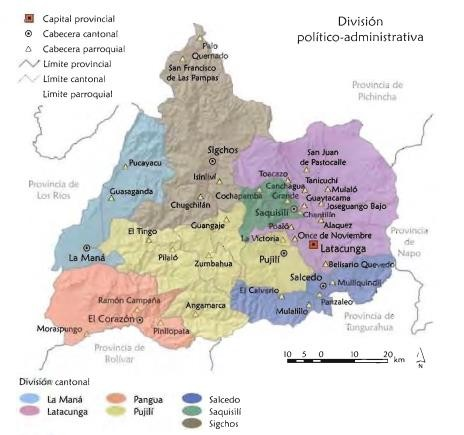 Capital provincial
Cabecera cantonal
Cabecera parroquial
Límite provincial
Límite cantonal
Límite parroquial
División
político-administrativa
Palo
Quemado
San Francisco
de Las Pampas
Provincia de
Pichincha
Sigchos
San Juan
de Pastocalle
Pucayacu
Isinliví
Toacazo
Tanicuchí
Canchagua
Mulaló
Provincia de
Los Ríos
Guasaganda
Chugchilán
Cochapamba
Grande
Guaytacama
Joseguango Bajo
Saquisilí
Chantilín
Guangaje
Poaló
Alaquez
El Tingo
La Victoria
Once de Noviembre
Provincia
de
Napo
La Maná
Pilaló
Zumbahua
Pujilí
Latacunga
Belisario Quevedo
Salcedo
Mulliquindil
Ramón Campaña
El Calvario
Panzaleo
Angamarca
Mulalillo
El Corazón
Provincia de
Tungurahua
Moraspungo
Pinllopata
Provincia de
Bolívar
10 5 0 10 20
km
N
División cantonal
La Maná
Pangua
Salcedo
Latacunga
Pujilí
Saquisilí
Sigchos